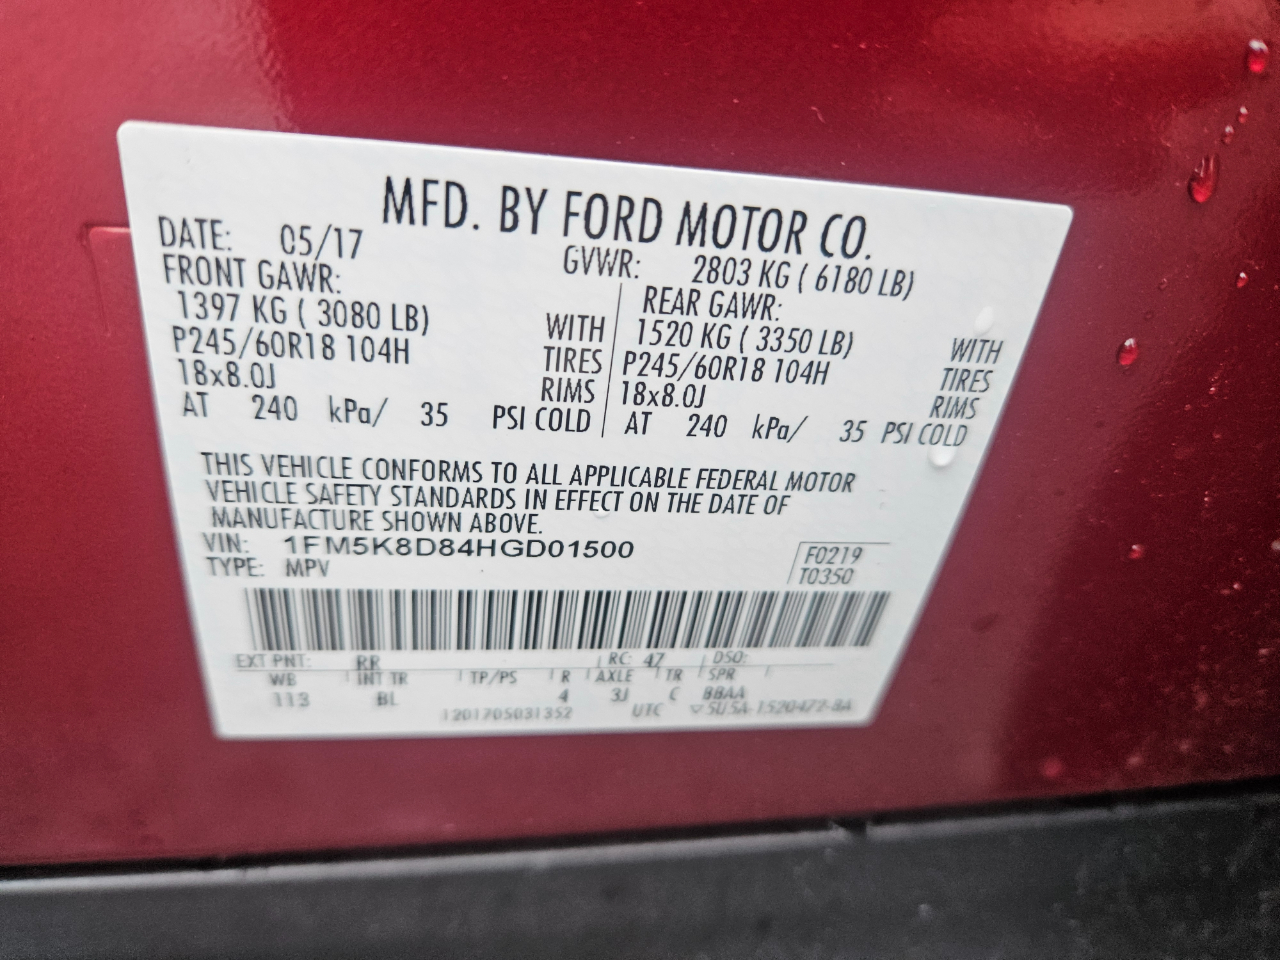 MFD. BY FORD MOTOR CO.
DATE: 05/17 GVWR: 2803 KG ( 6180 LB)
FRONT GAWR: REAR GAWR:
1397 KG ( 3080 LB) WITH 1520 KG ( 3350 LB) WITH
P245/60R18 104H TIRES P245/60R18 104H TIRES
18x8.0J RIMS 18x8.0J RIMS
AT 240 kPa/ 35 PSI COLD AT 240 kPa/ 35 PSI COLD
THIS VEHICLE CONFORMS TO ALL APPLICABLE FEDERAL MOTOR
VEHICLE SAFETY STANDARDS IN EFFECT ON THE DATE OF
MANUFACTURE SHOWN ABOVE.
VIN: 1FM5K8D84HGD01500 F0219
TYPE: MPV T0350
EXT PNT: RR RC: 47 DSO:
WB INT TR TP/PS R AXLE TR SPR
113 BL 4 3J C BBAA
1201705031352 UTC